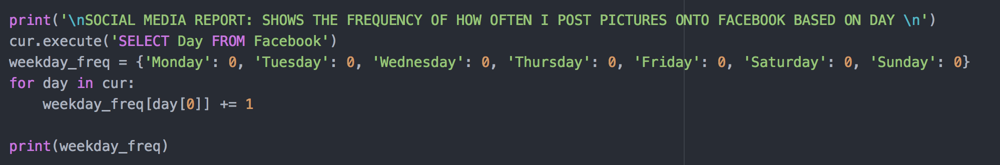 print('\nSOCIAL MEDIA REPORT: SHOWS THE FREQUENCY OF HOW OFTEN I POST PICTURES ONTO FACEBOOK BASED ON DAY \n')
cur.execute('SELECT Day FROM Facebook')
weekday_freq = {'Monday': 0, 'Tuesday': 0, 'Wednesday': 0, 'Thursday': 0, 'Friday': 0, 'Saturday': 0, 'Sunday': 0}
for day in cur:
    weekday_freq[day[0]] += 1
print(weekday_freq)